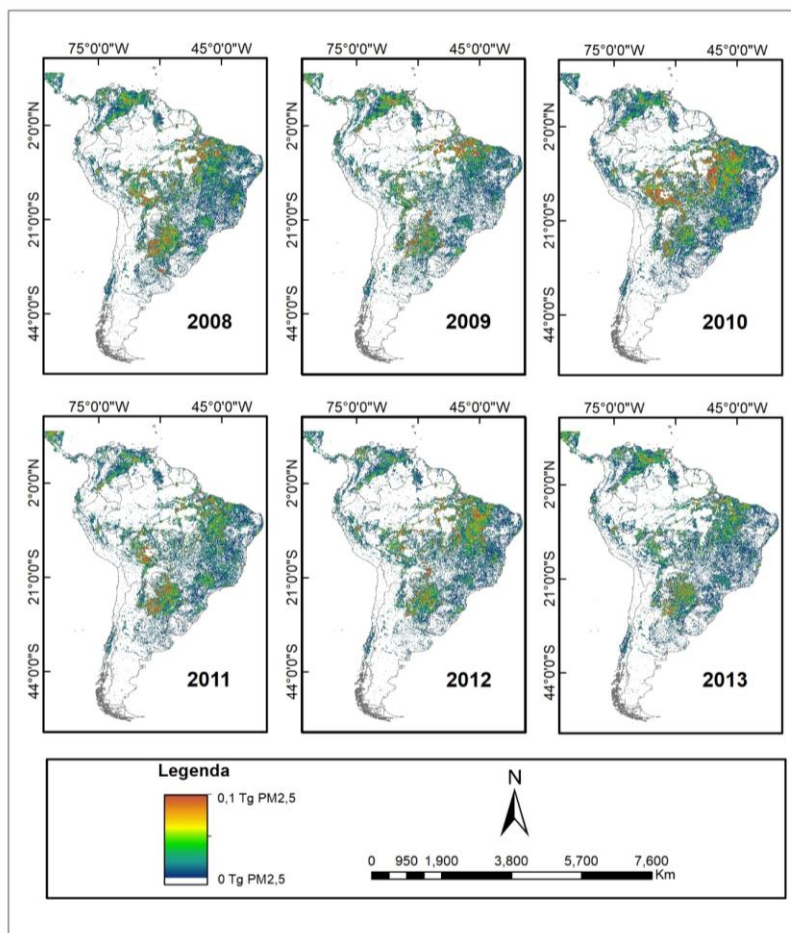 75°0'0"W 45°0'0"W 75°0'0"W 45°0'0"W 75°0'0"W 45°0'0"W
2°0'0"N 2°0'0"N 2°0'0"N
21°0'0"S 21°0'0"S 21°0'0"S
44°0'0"S 44°0'0"S 44°0'0"S
2008 2009 2010
75°0'0"W 45°0'0"W 75°0'0"W 45°0'0"W 75°0'0"W 45°0'0"W
2°0'0"N 2°0'0"N 2°0'0"N
21°0'0"S 21°0'0"S 21°0'0"S
44°0'0"S 44°0'0"S 44°0'0"S
2011 2012 2013
Legenda
0,1 Tg PM2,5
0 Tg PM2,5
N
0 950 1,900 3,800 5,700 7,600
Km